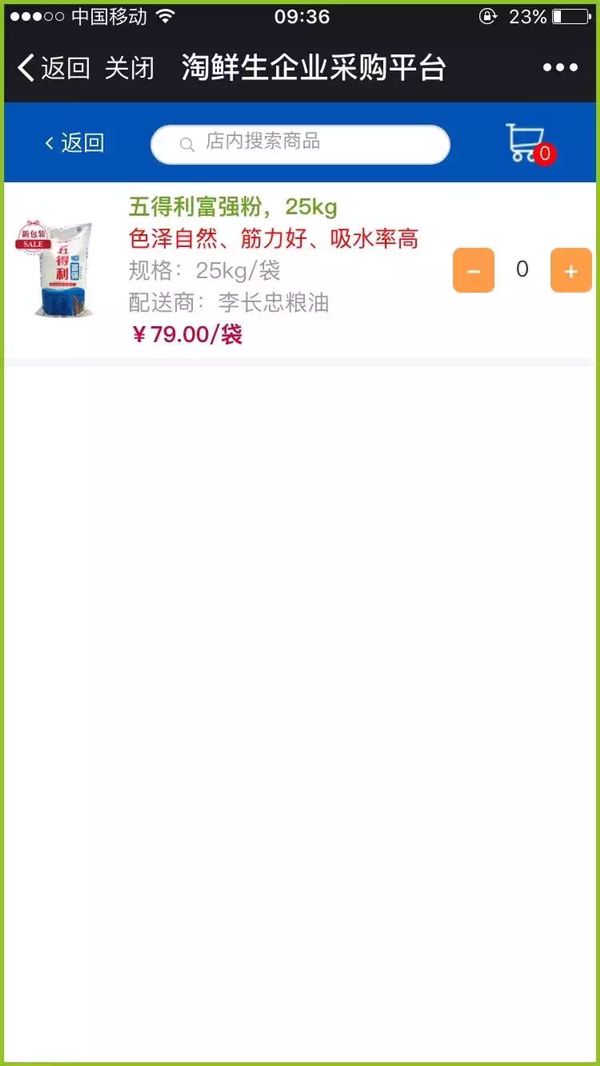 中国移动 09:36 23%
返回 关闭 淘鲜生企业采购平台
返回 店内搜索商品 0
五得利富强粉，25kg
色泽自然、筋力好、吸水率高
规格：25kg/袋
配送商：李长忠粮油
￥79.00/袋
− 0 +
新包装
SALE
五得利
富强